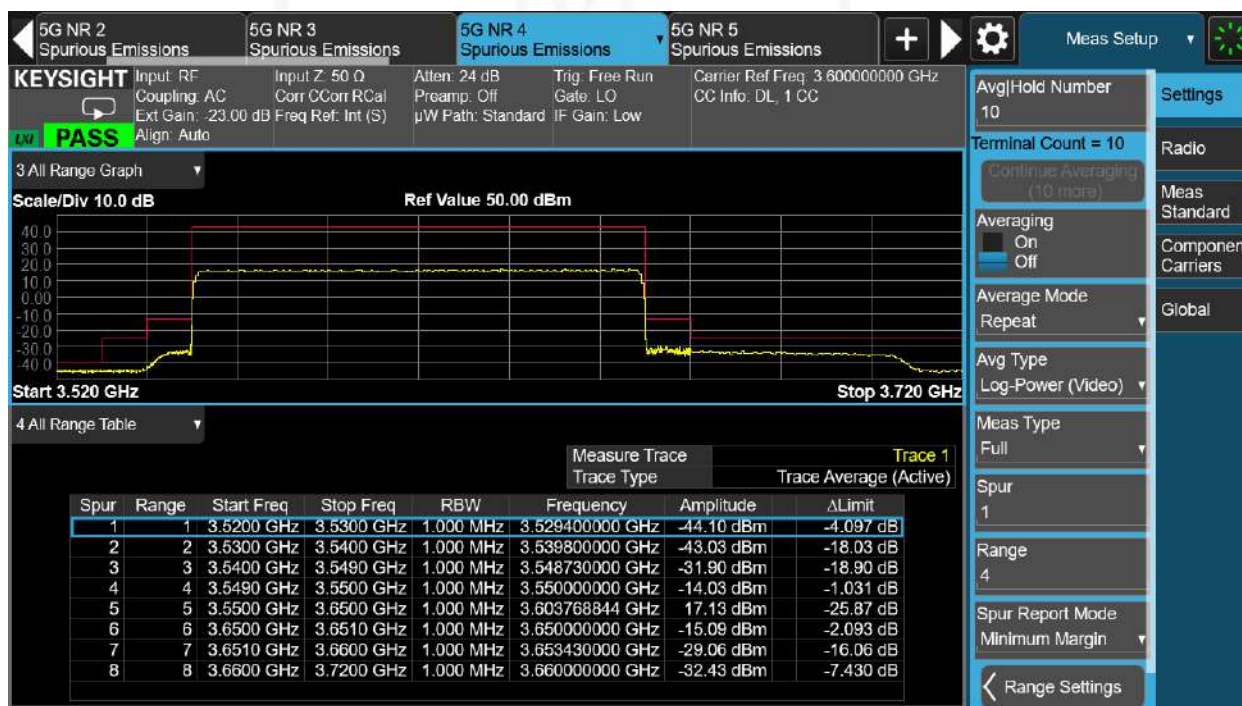 5G NR 2
Spurious Emissions
5G NR 3
Spurious Emissions
5G NR 4
Spurious Emissions
5G NR 5
Spurious Emissions
+
Meas Setup
KEYSIGHT
PASS
Input: RF
Coupling: AC
Ext Gain: -23.00 dB
Align: Auto
Input Z: 50 Ω
Corr CCorr RCal
Freq Ref: Int (S)
Atten: 24 dB
Preamp: Off
µW Path: Standard
Trig: Free Run
Gate: LO
IF Gain: Low
Carrier Ref Freq: 3.600000000 GHz
CC Info: DL, 1 CC
3 All Range Graph
Scale/Div 10.0 dB
Ref Value 50.00 dBm
40.0
30.0
20.0
10.0
0.00
-10.0
-20.0
-30.0
-40.0
Start 3.520 GHz
Stop 3.720 GHz
4 All Range Table
Measure Trace Trace 1
Trace Type Trace Average (Active)
Spur Range Start Freq Stop Freq RBW Frequency Amplitude ΔLimit
1 1 3.5200 GHz 3.5300 GHz 1.000 MHz 3.529400000 GHz -44.10 dBm -4.097 dB
2 2 3.5300 GHz 3.5400 GHz 1.000 MHz 3.539800000 GHz -43.03 dBm -18.03 dB
3 3 3.5400 GHz 3.5490 GHz 1.000 MHz 3.548730000 GHz -31.90 dBm -18.90 dB
4 4 3.5490 GHz 3.5500 GHz 1.000 MHz 3.550000000 GHz -14.03 dBm -1.031 dB
5 5 3.5500 GHz 3.6500 GHz 1.000 MHz 3.603768844 GHz 17.13 dBm -25.87 dB
6 6 3.6500 GHz 3.6510 GHz 1.000 MHz 3.650000000 GHz -15.09 dBm -2.093 dB
7 7 3.6510 GHz 3.6600 GHz 1.000 MHz 3.653430000 GHz -29.06 dBm -16.06 dB
8 8 3.6600 GHz 3.7200 GHz 1.000 MHz 3.660000000 GHz -32.43 dBm -7.430 dB
Avg|Hold Number
10
Terminal Count = 10
Continue Averaging
(10 more)
Averaging
On
Off
Average Mode
Repeat
Avg Type
Log-Power (Video)
Meas Type
Full
Spur
1
Range
4
Spur Report Mode
Minimum Margin
Range Settings
Settings
Radio
Meas
Standard
Componen
Carriers
Global